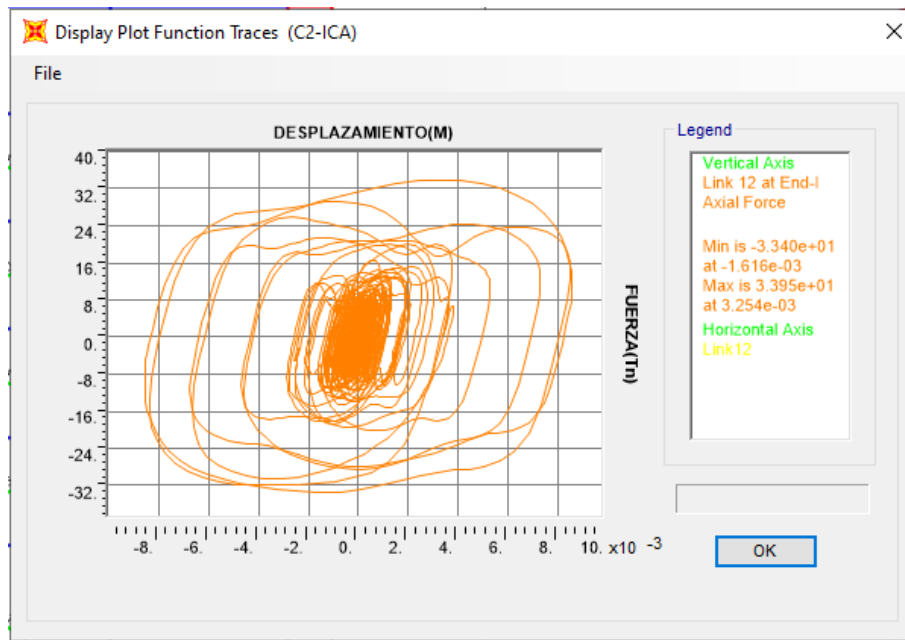 Display Plot Function Traces (C2-ICA)
File
DESPLAZAMIENTO(M)
40.
32.
24.
16.
8.
0.
-8.
-16.
-24.
-32.
-8. -6. -4. -2. 0. 2. 4. 6. 8. 10. x10 -3
FUERZA(Tn)
Legend
Vertical Axis
Link 12 at End-I
Axial Force
Min is -3.340e+01
at -1.616e-03
Max is 3.395e+01
at 3.254e-03
Horizontal Axis
Link12
OK